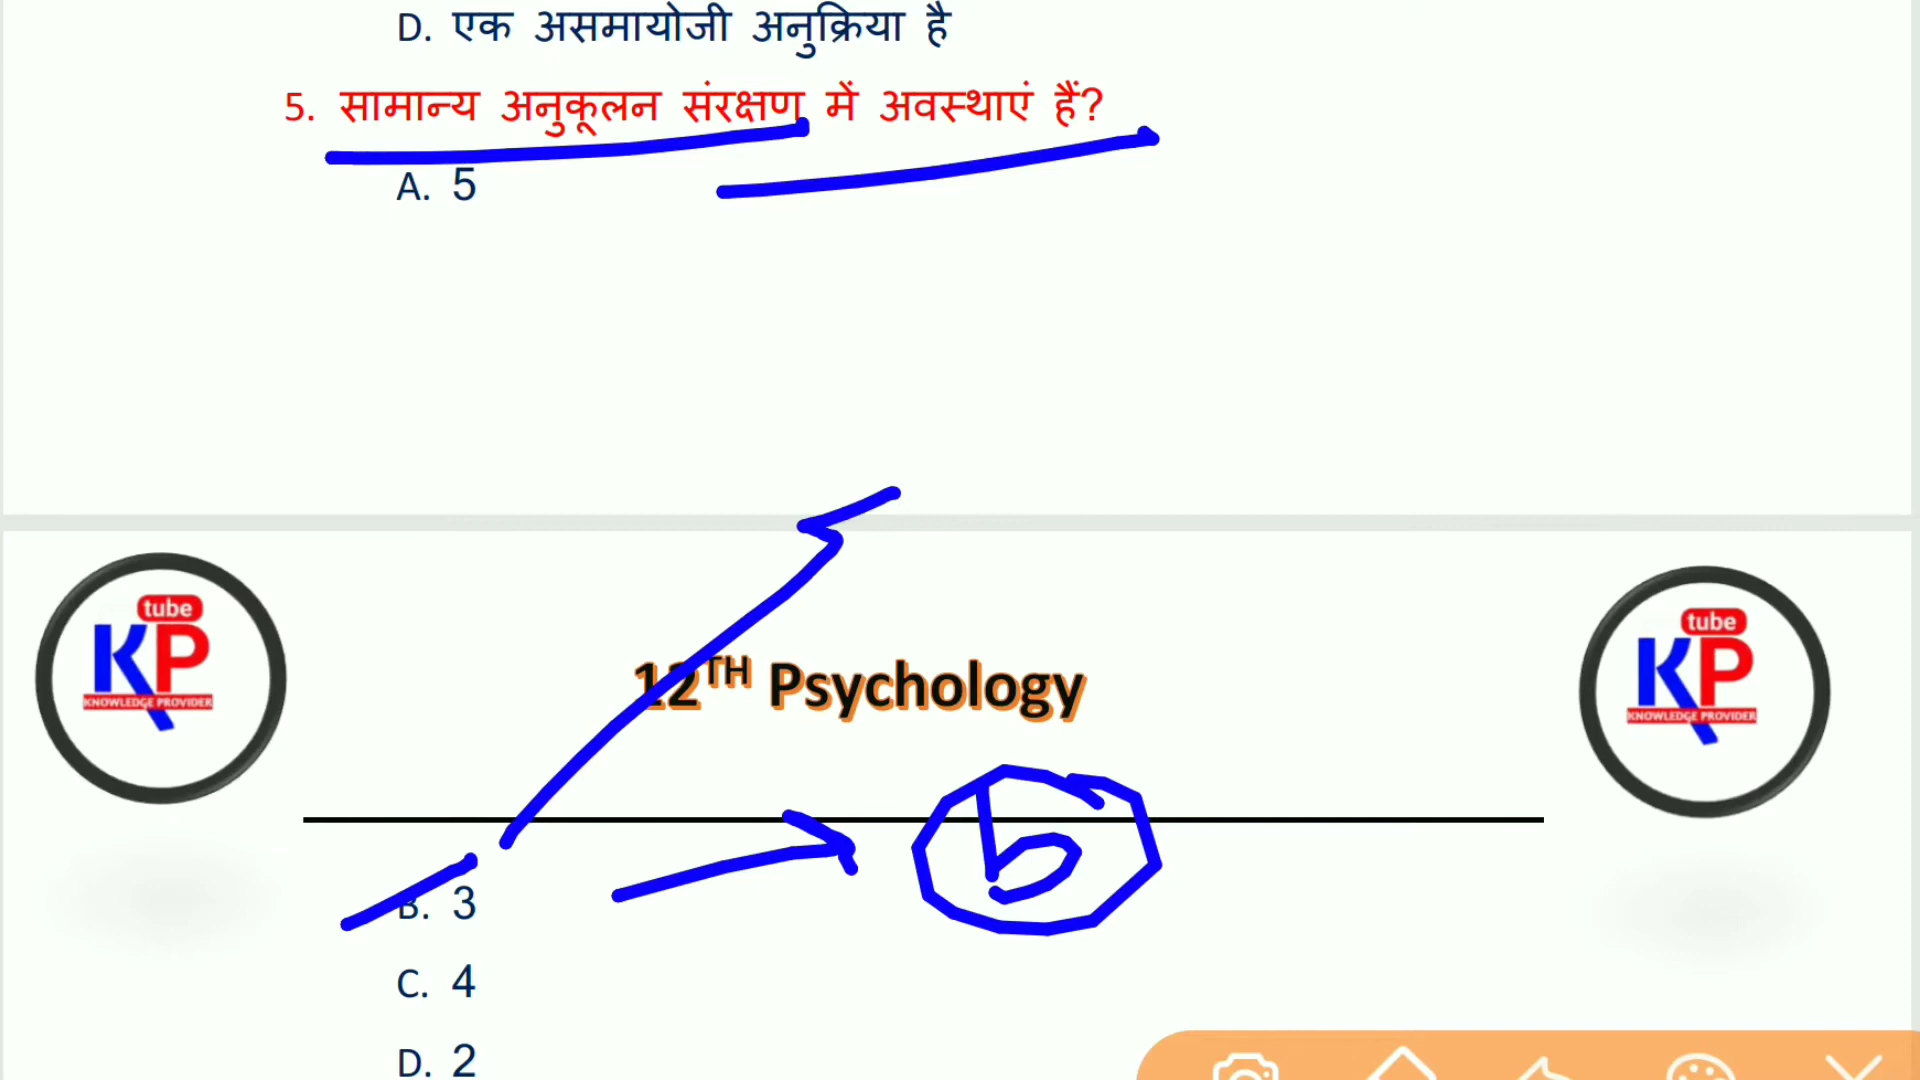 D. एक असमायोजी अनुक्रिया है
5. सामान्य अनुकूलन संरक्षण में अवस्थाएं हैं?
A. 5
tube
KP
KNOWLEDGE PROVIDER
tube
KP
KNOWLEDGE PROVIDER
12TH Psychology
b
B. 3
C. 4
D. 2